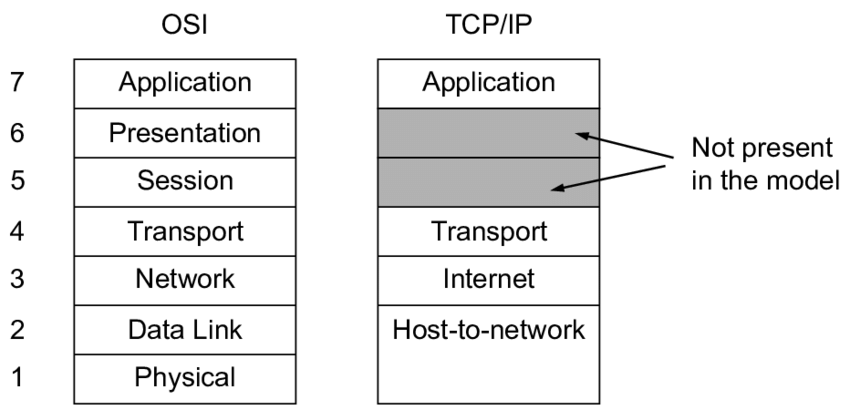 OSI TCP/IP
7 Application Application
6 Presentation
5 Session
Not present
in the model
4 Transport Transport
3 Network Internet
2 Data Link Host-to-network
1 Physical